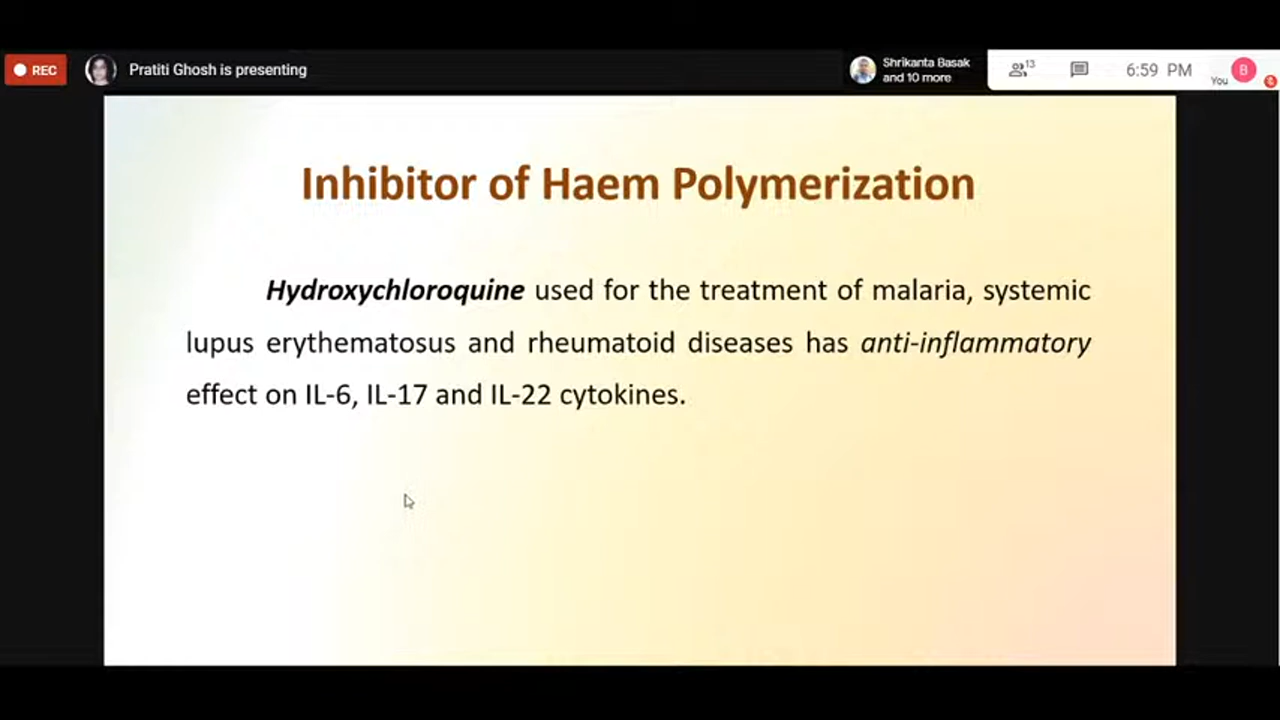 REC
Pratiti Ghosh is presenting
Shrikanta Basak
and 10 more
13
6:59 PM
You
B
Inhibitor of Haem Polymerization
Hydroxychloroquine used for the treatment of malaria, systemic
lupus erythematosus and rheumatoid diseases has anti-inflammatory
effect on IL-6, IL-17 and IL-22 cytokines.